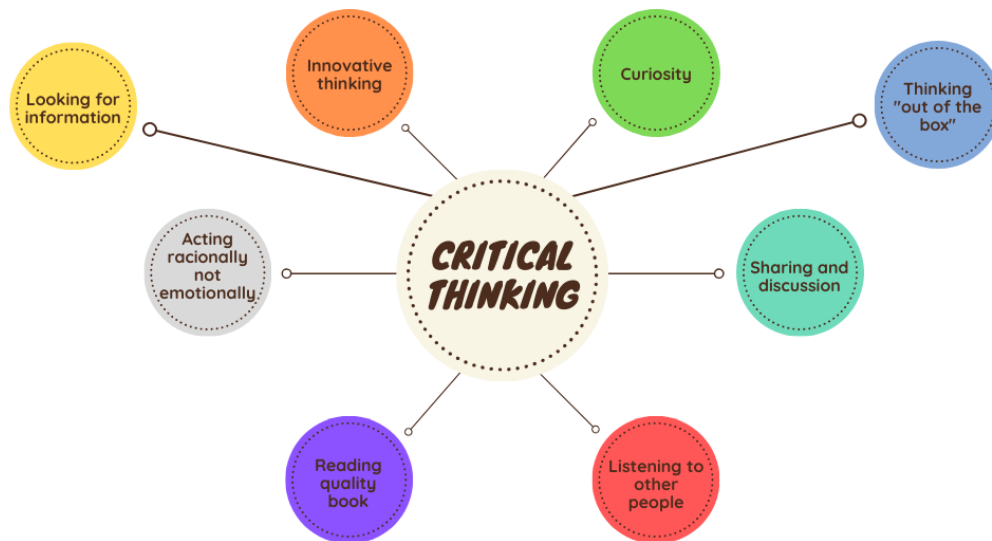 Looking for
information
Innovative
thinking
Curiosity
Thinking
"out of the
box"
Acting
racionally
not
emotionally
CRITICAL
THINKING
Sharing and
discussion
Reading
quality
book
Listening to
other
people